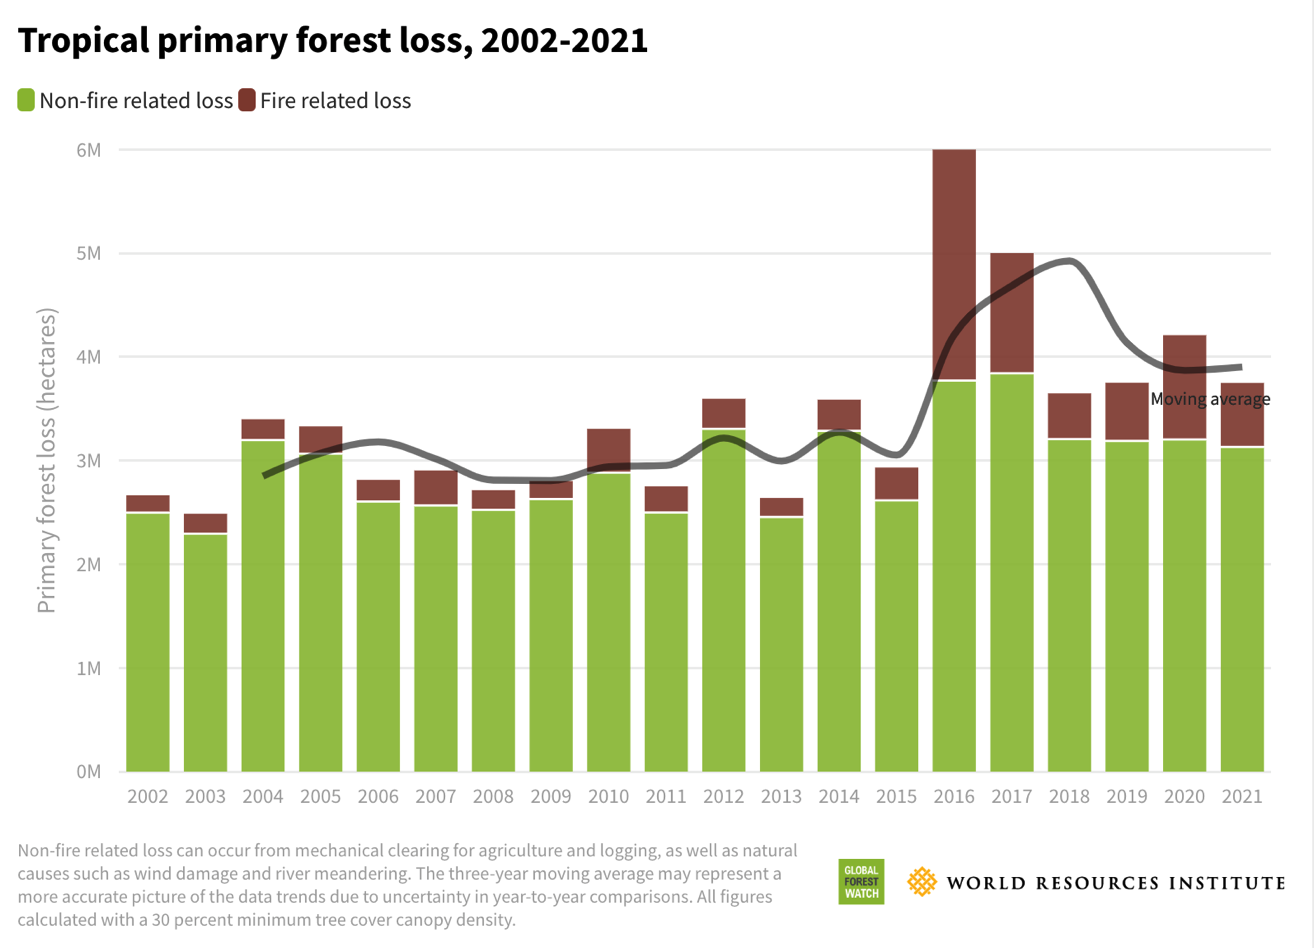 Tropical primary forest loss, 2002-2021
Non-fire related loss Fire related loss
Primary forest loss (hectares)
6M
5M
4M
3M
2M
1M
0M
Moving average
2002 2003 2004 2005 2006 2007 2008 2009 2010 2011 2012 2013 2014 2015 2016 2017 2018 2019 2020 2021
Non-fire related loss can occur from mechanical clearing for agriculture and logging, as well as natural
causes such as wind damage and river meandering. The three-year moving average may represent a
more accurate picture of the data trends due to uncertainty in year-to-year comparisons. All figures
calculated with a 30 percent minimum tree cover canopy density.
GLOBAL
FOREST
WATCH
WORLD RESOURCES INSTITUTE